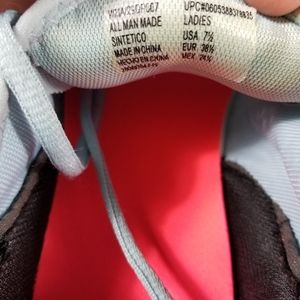 UPC#0605388378835
ALL MAN MADE
LADIES
SINTETICO
USA 7½
MADE IN CHINA
EUR 38½
HECHO EN CHINA
MEX 24½